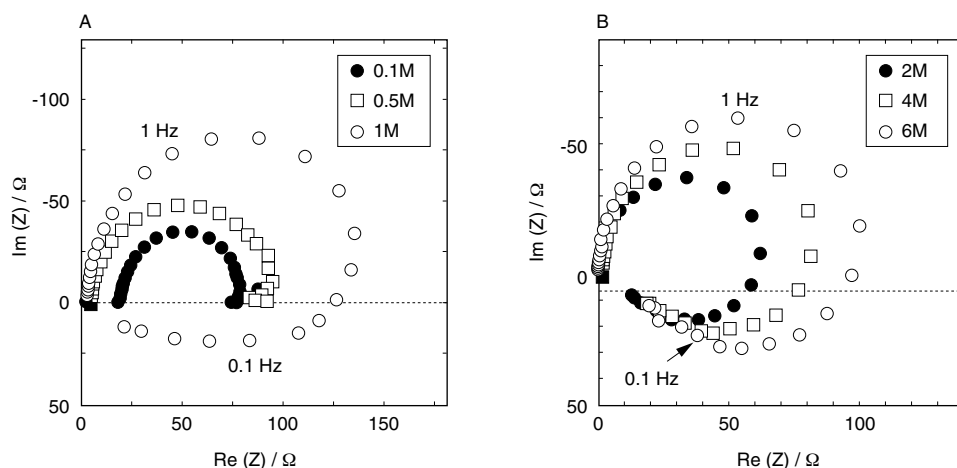 A
Im (Z) / Ω
-100
-50
0
50
0
50
100
150
Re (Z) / Ω
1 Hz
0.1 Hz
0.1M
0.5M
1M
B
Im (Z) / Ω
-50
0
50
0
50
100
Re (Z) / Ω
1 Hz
0.1 Hz
2M
4M
6M